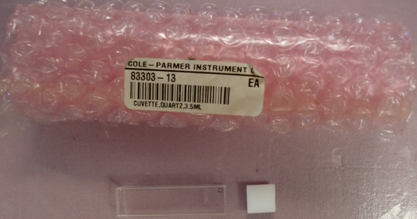 COLE-PARMER INSTRUMENT
83303-13
EA
CUVETTE,QUARTZ,3.5ML